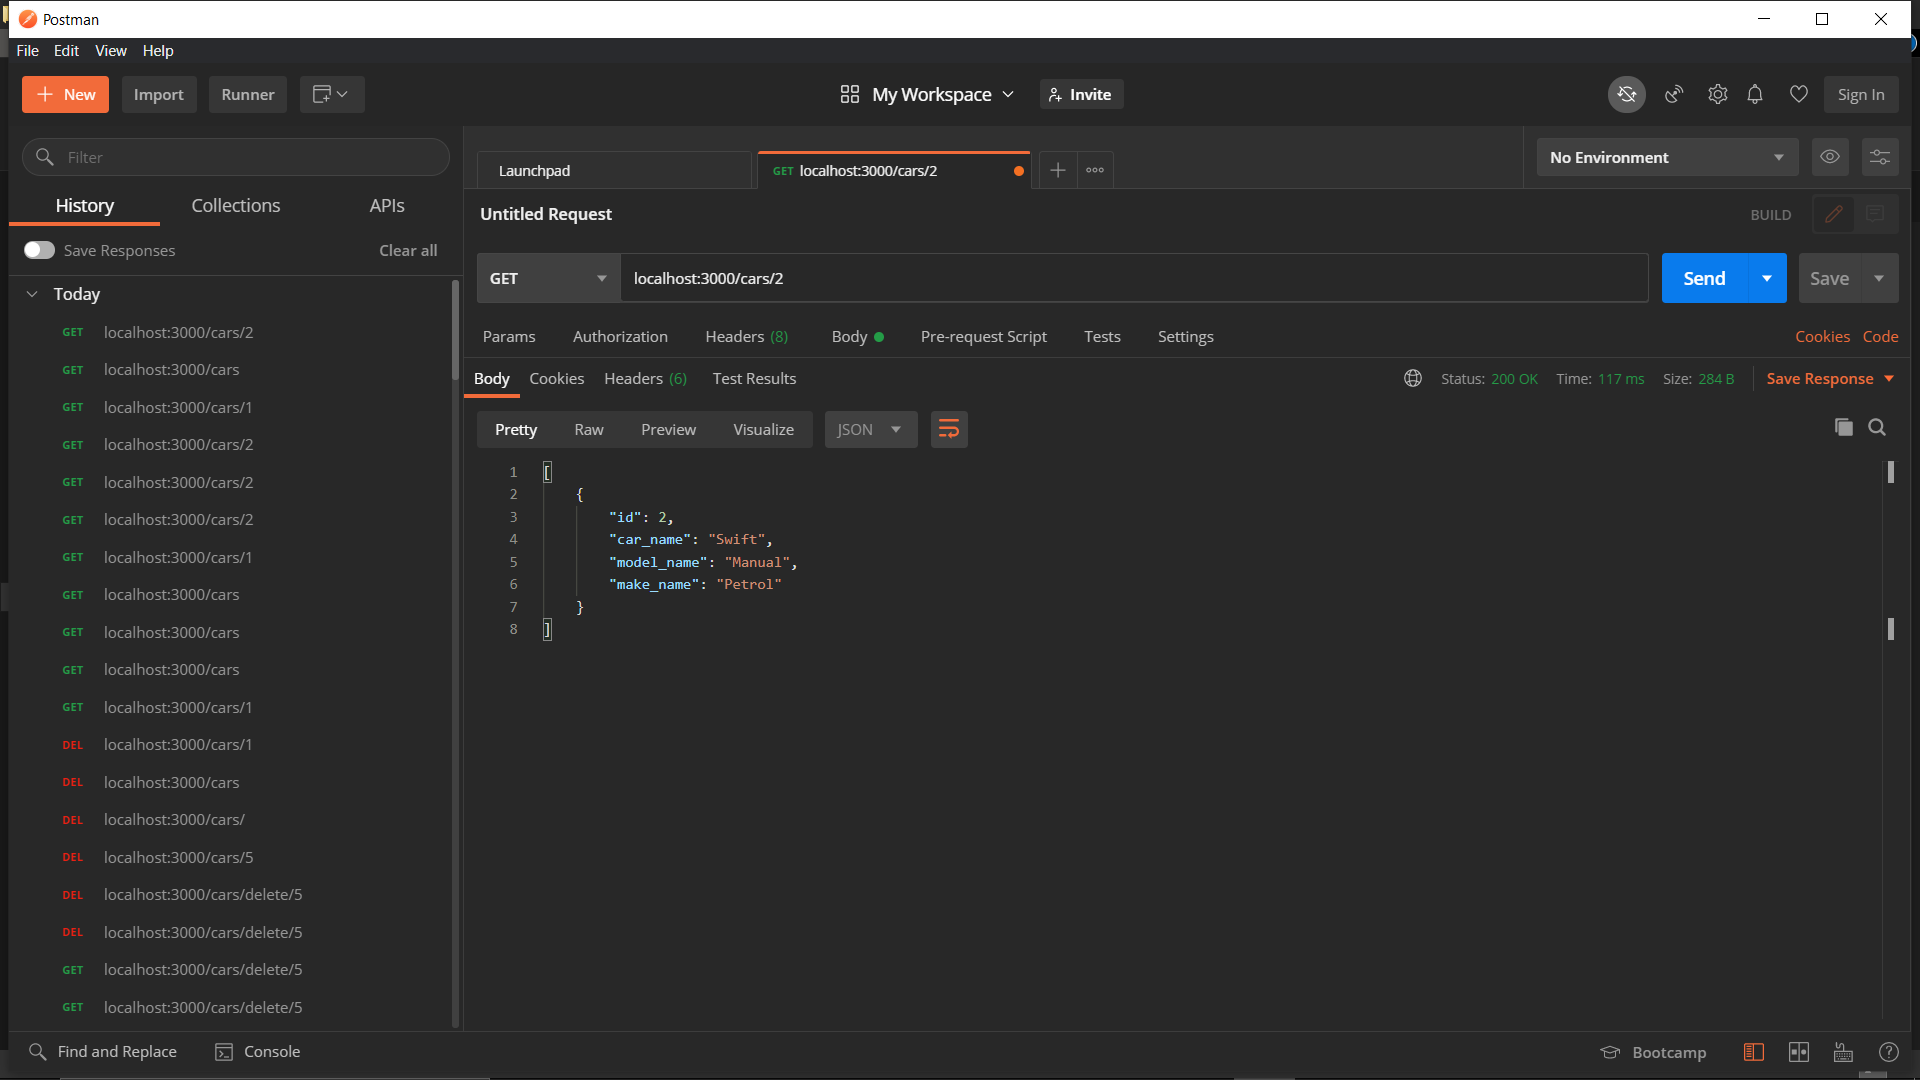 Postman
File Edit View Help
New Import Runner My Workspace Invite Sign In
Filter
History Collections APIs
Save Responses Clear all
Today
GET localhost:3000/cars/2
GET localhost:3000/cars
GET localhost:3000/cars/1
GET localhost:3000/cars/2
GET localhost:3000/cars/2
GET localhost:3000/cars/2
GET localhost:3000/cars/1
GET localhost:3000/cars
GET localhost:3000/cars
GET localhost:3000/cars
GET localhost:3000/cars/1
DEL localhost:3000/cars/1
DEL localhost:3000/cars
DEL localhost:3000/cars/
DEL localhost:3000/cars/5
DEL localhost:3000/cars/delete/5
DEL localhost:3000/cars/delete/5
GET localhost:3000/cars/delete/5
GET localhost:3000/cars/delete/5
Launchpad GET localhost:3000/cars/2 No Environment
Untitled Request BUILD
GET localhost:3000/cars/2 Send Save
Params Authorization Headers (8) Body Pre-request Script Tests Settings Cookies Code
Body Cookies Headers (6) Test Results Status: 200 OK Time: 117 ms Size: 284 B Save Response
Pretty Raw Preview Visualize JSON
1 [
2 {
3 "id": 2,
4 "car_name": "Swift",
5 "model_name": "Manual",
6 "make_name": "Petrol"
7 }
8 ]
Find and Replace Console Bootcamp